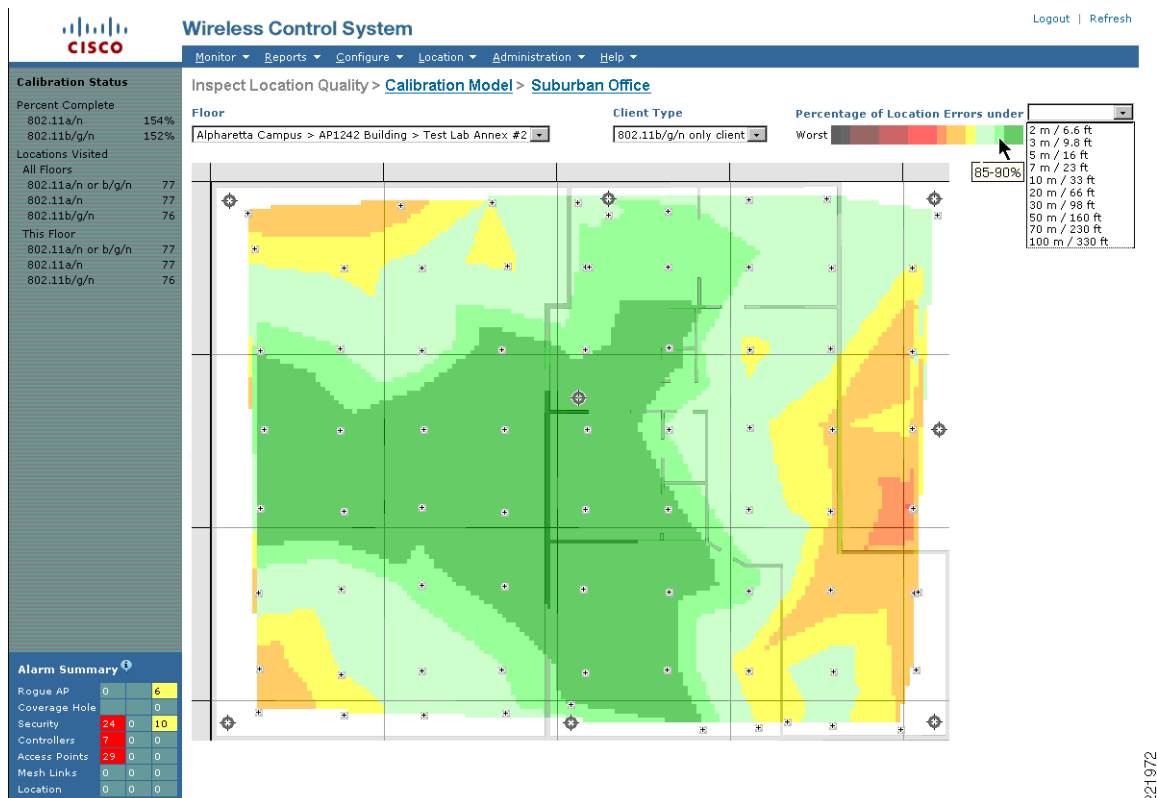 Logout | Refresh
CISCO
Wireless Control System
Monitor Reports Configure Location Administration Help
Calibration Status
Percent Complete
802.11a/n 154%
802.11b/g/n 152%
Locations Visited
All Floors
802.11a/n or b/g/n 77
802.11a/n 77
802.11b/g/n 76
This Floor
802.11a/n or b/g/n 77
802.11a/n 77
802.11b/g/n 76
Inspect Location Quality > Calibration Model > Suburban Office
Floor
Alpharetta Campus > AP1242 Building > Test Lab Annex #2
Client Type
802.11b/g/n only client
Percentage of Location Errors under
Worst
85-90%
2 m / 6.6 ft
3 m / 9.8 ft
5 m / 16 ft
7 m / 23 ft
10 m / 33 ft
20 m / 66 ft
30 m / 98 ft
50 m / 160 ft
70 m / 230 ft
100 m / 330 ft
Alarm Summary
Rogue AP 0 6
Coverage Hole 0
Security 24 0 10
Controllers 7 0 0
Access Points 29 0 0
Mesh Links 0 0 0
Location 0 0 0
221972